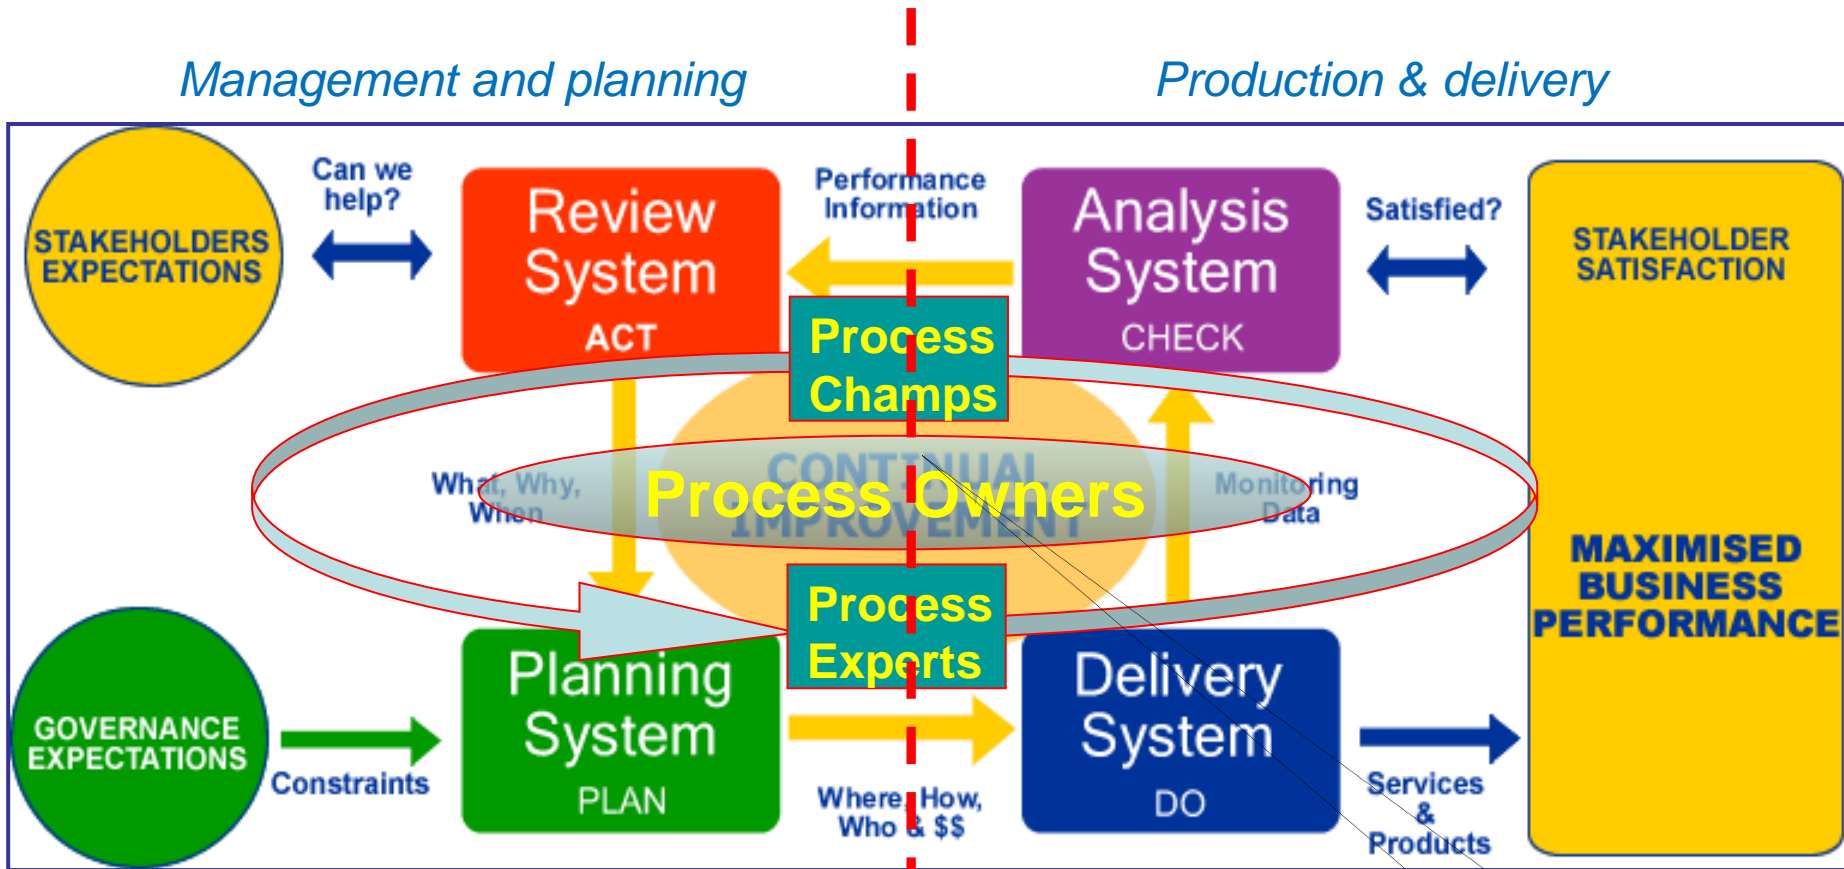 Management and planning
Production & delivery
STAKEHOLDERS
EXPECTATIONS
Can we
help?
Review
System
ACT
Performance
Information
Analysis
System
CHECK
Satisfied?
STAKEHOLDER
SATISFACTION
Process
Champs
What, Why,
When
CONTINUAL
IMPROVEMENT
Process Owners
Monitoring
Data
MAXIMISED
BUSINESS
PERFORMANCE
Process
Experts
GOVERNANCE
EXPECTATIONS
Constraints
Planning
System
PLAN
Where, How,
Who & $$
Delivery
System
DO
Services
&
Products